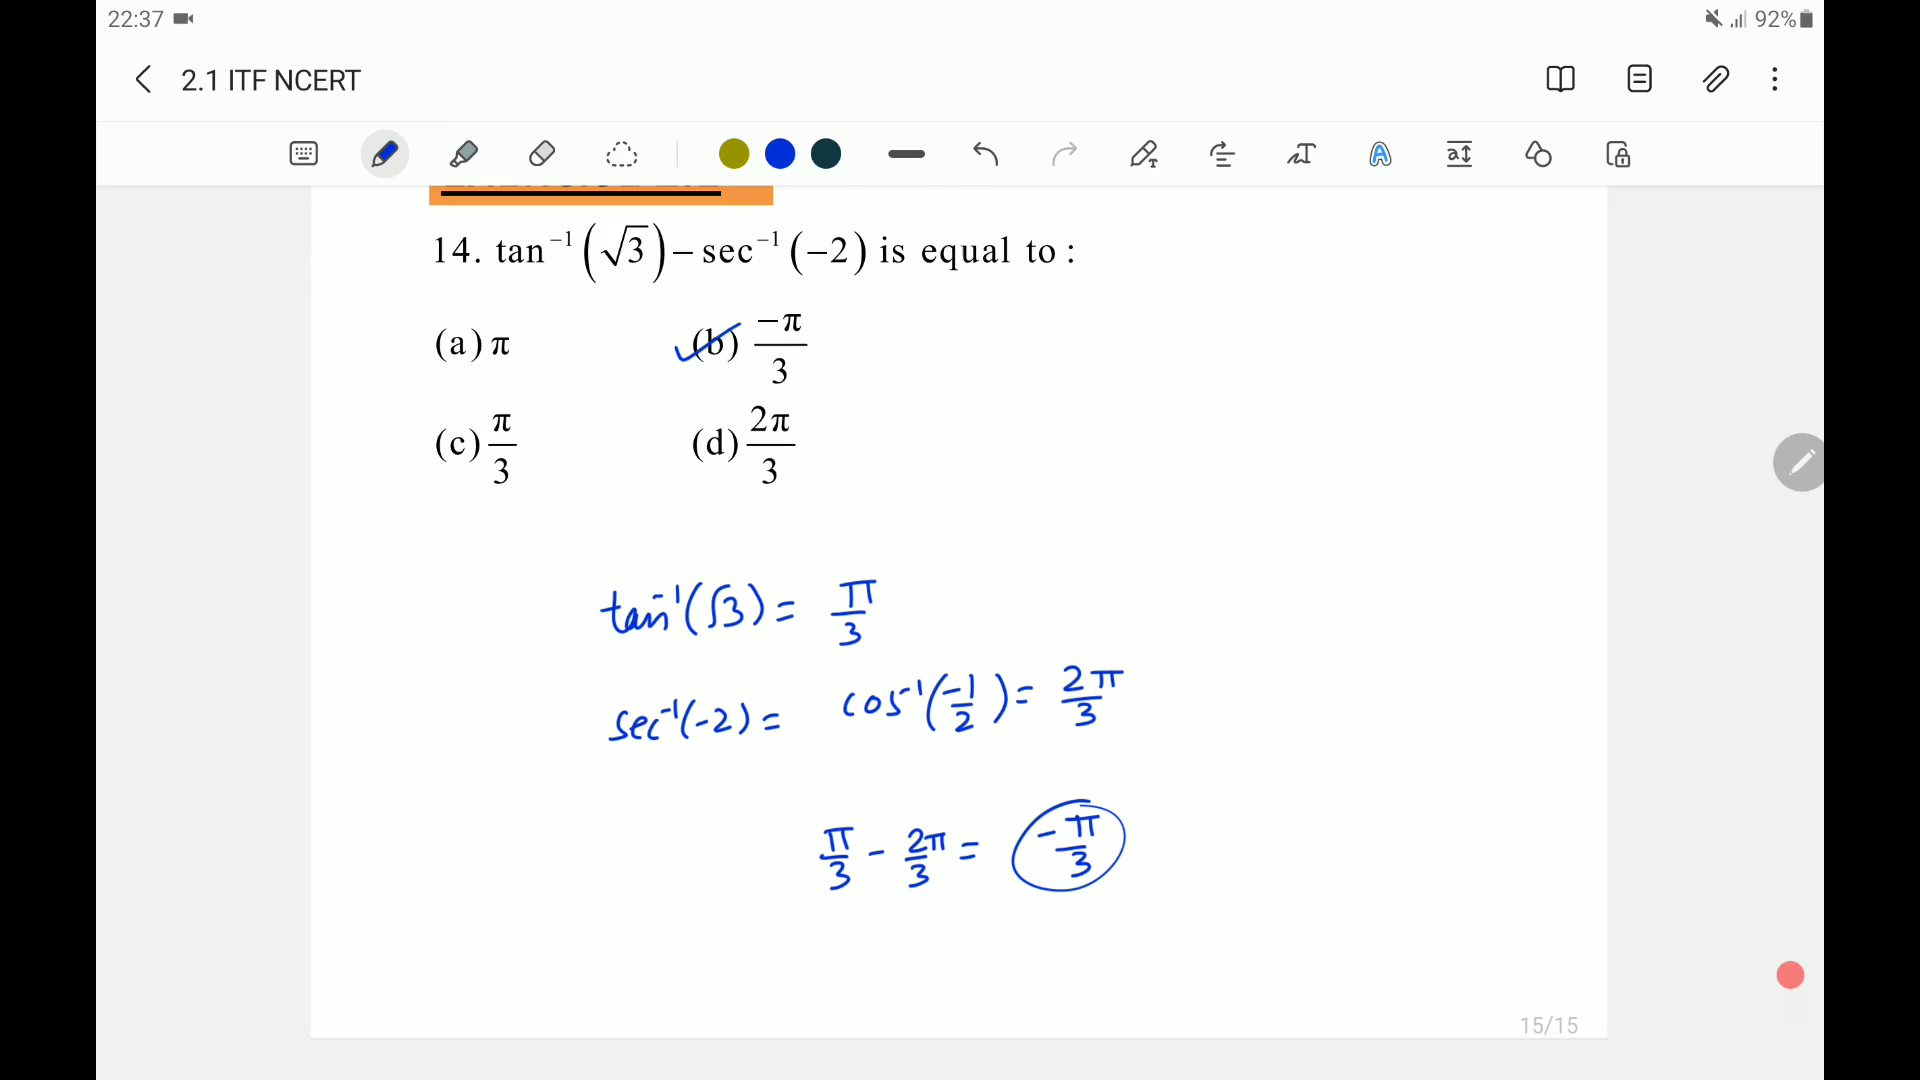 22:37 92%
2.1 ITF NCERT
14. tan⁻¹(√3) – sec⁻¹(–2) is equal to :
(a) π (b) –π/3
(c) π/3 (d) 2π/3
tan⁻¹(√3) = π/3
sec⁻¹(-2) = cos⁻¹(-1/2) = 2π/3
π/3 - 2π/3 = -π/3
15/15